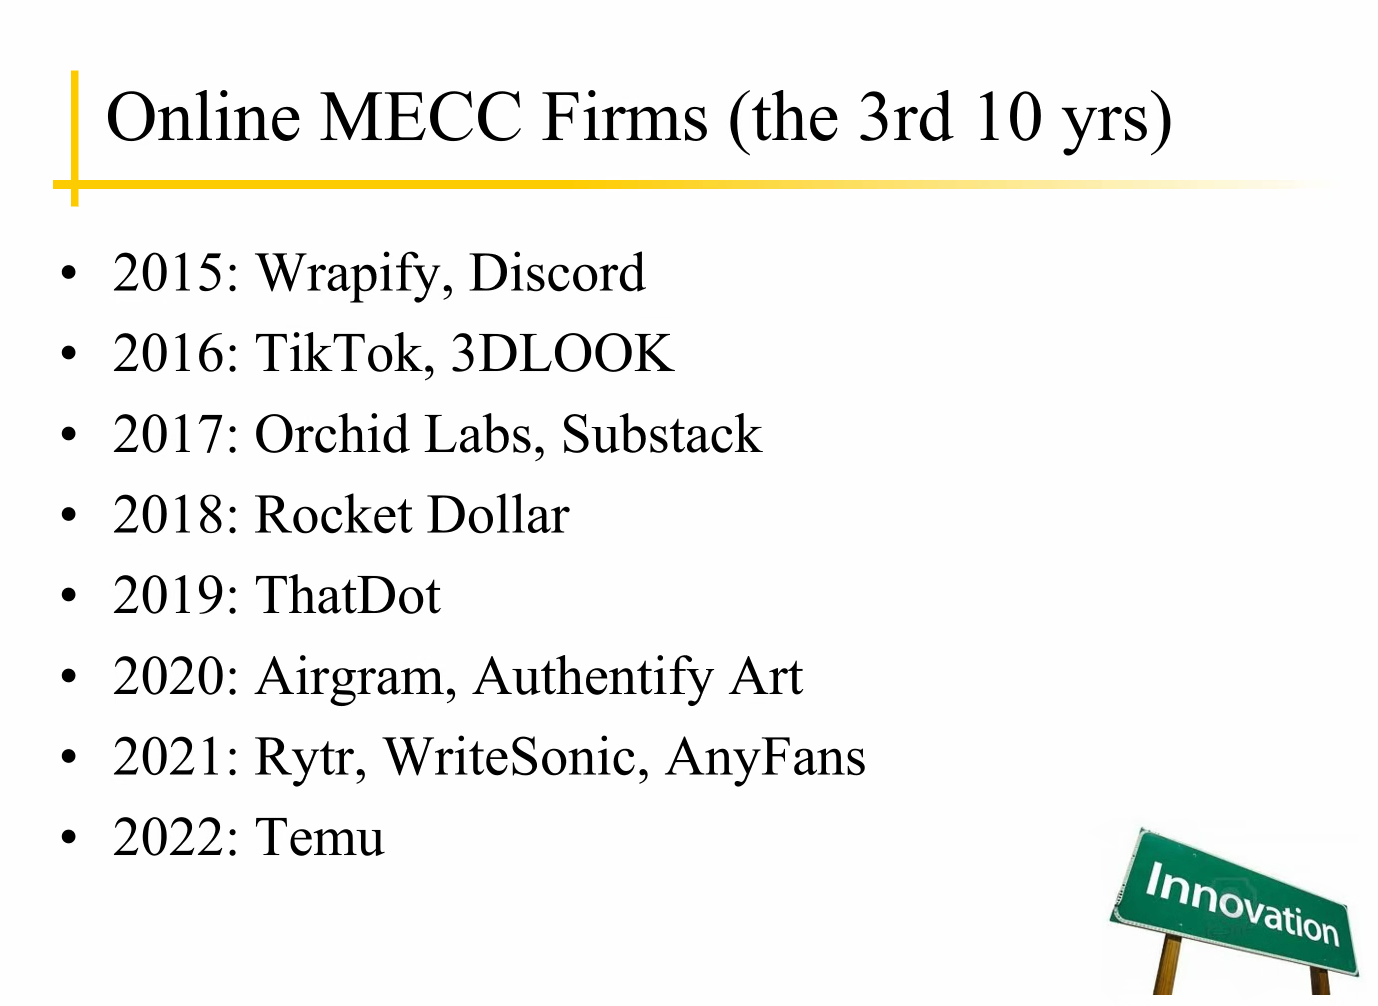 Online MECC Firms (the 3rd 10 yrs)
• 2015: Wrapify, Discord
• 2016: TikTok, 3DLOOK
• 2017: Orchid Labs, Substack
• 2018: Rocket Dollar
• 2019: ThatDot
• 2020: Airgram, Authentify Art
• 2021: Rytr, WriteSonic, AnyFans
• 2022: Temu
Innovation